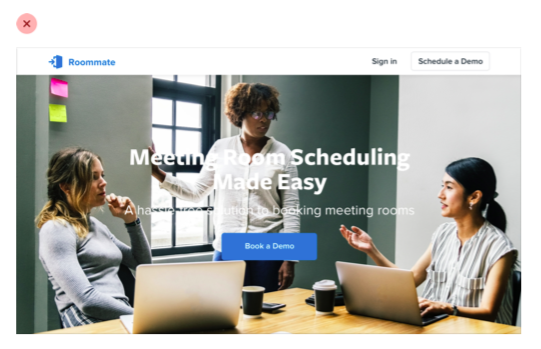 Roommate
Sign in
Schedule a Demo
Meeting Room Scheduling
Made Easy
A hassle-free solution to booking meeting rooms
Book a Demo